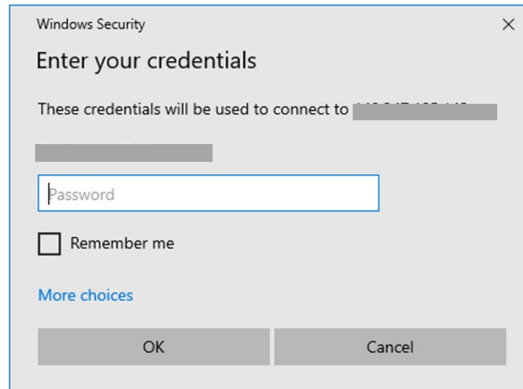 Windows Security
Enter your credentials
These credentials will be used to connect to
Password
Remember me
More choices
OK
Cancel